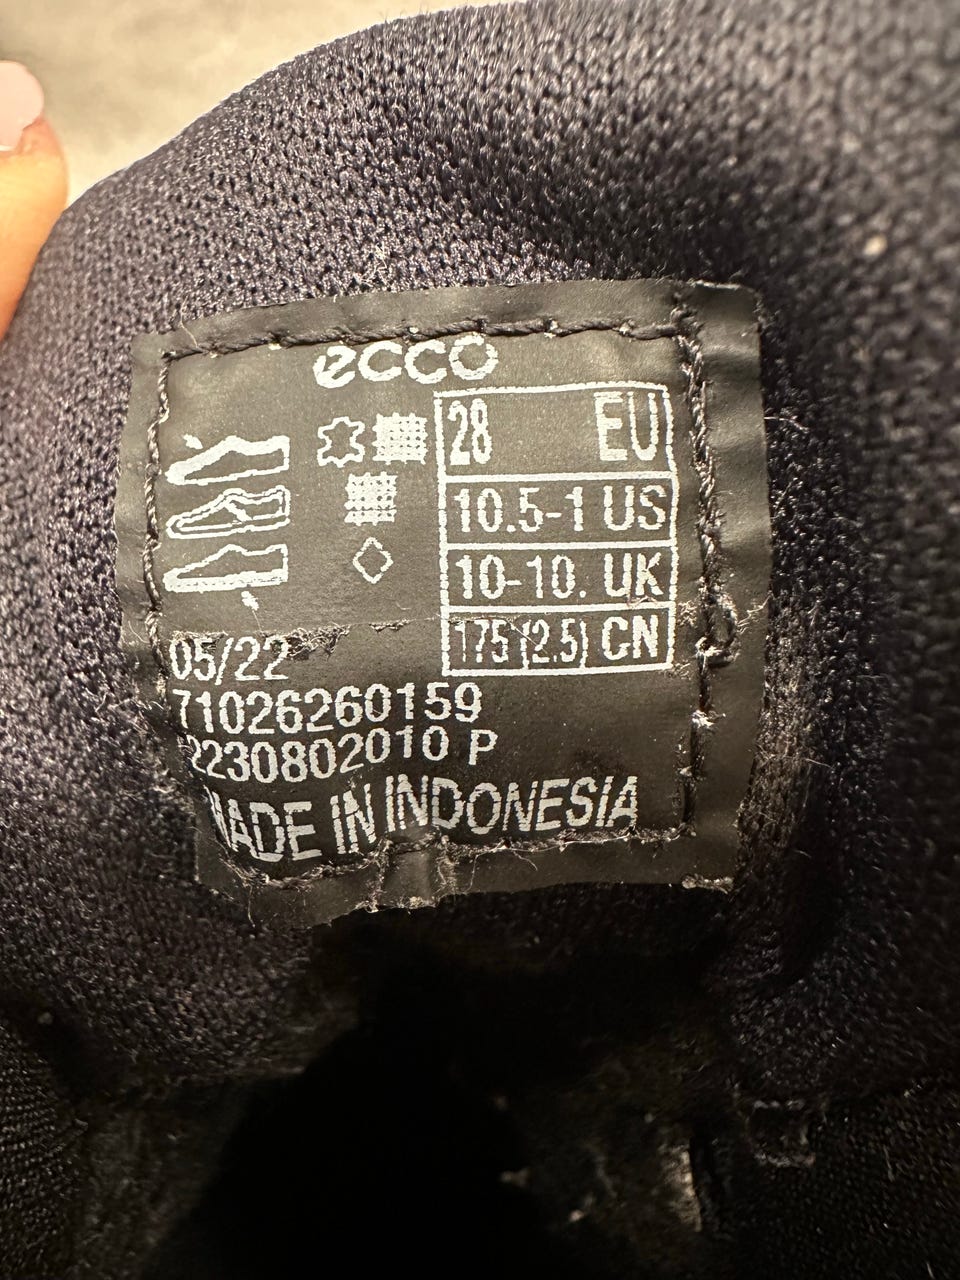 ecco
28 EU
10.5-1 US
10-10. UK
175 (2.5) CN
05/22
71026260159
2230802010 P
MADE IN INDONESIA